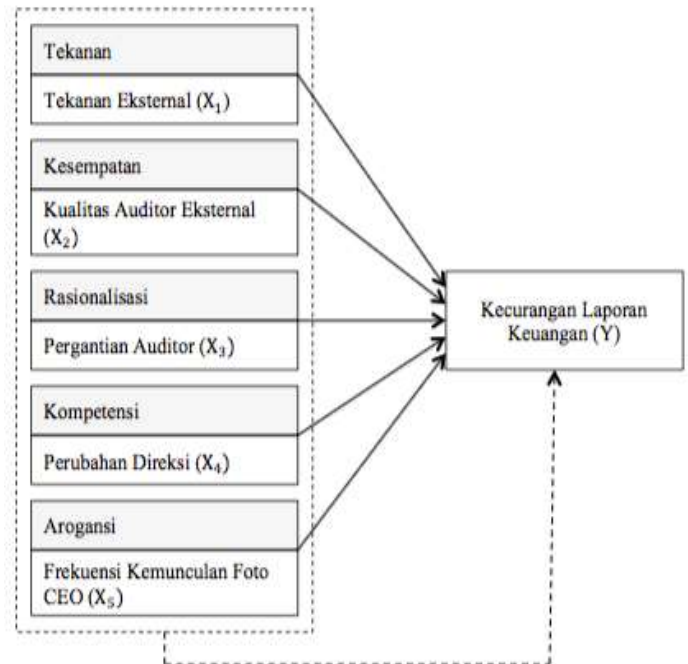 Tekanan
Tekanan Eksternal (X₁)
Kesempatan
Kualitas Auditor Eksternal
(X₂)
Rasionalisasi
Pergantian Auditor (X₃)
Kompetensi
Perubahan Direksi (X₄)
Arogansi
Frekuensi Kemunculan Foto
CEO (X₅)
Kecurangan Laporan
Keuangan (Y)